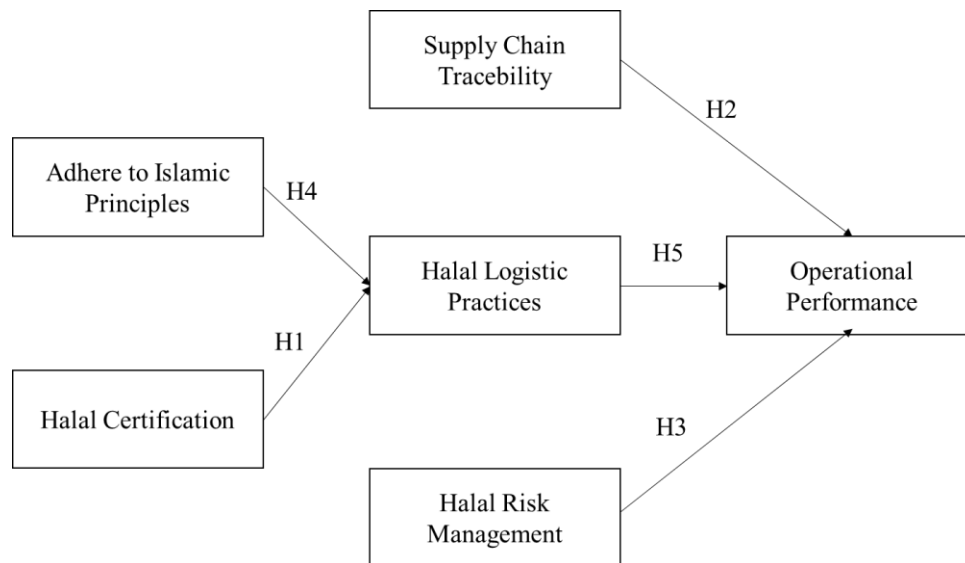 Supply Chain
Tracebility
H2
Adhere to Islamic
Principles
H4
Halal Logistic
Practices
H5
Operational
Performance
H1
Halal Certification
H3
Halal Risk
Management